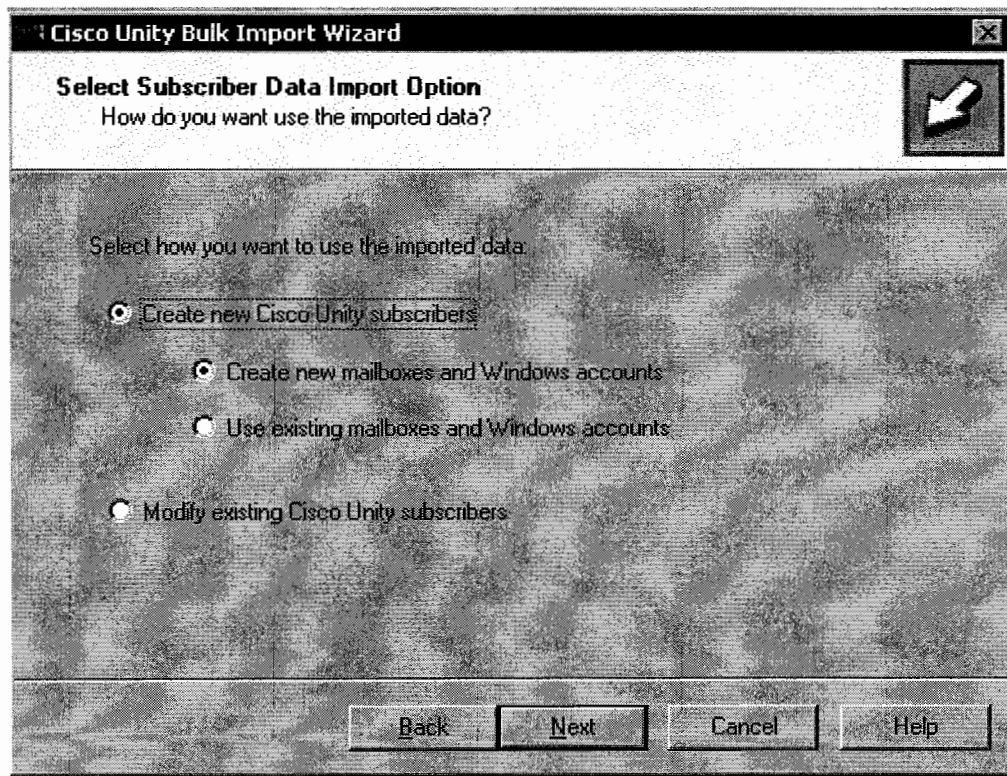 Cisco Unity Bulk Import Wizard
Select Subscriber Data Import Option
How do you want use the imported data?
Select how you want to use the imported data:
Create new Cisco Unity subscribers
Create new mailboxes and Windows accounts
Use existing mailboxes and Windows accounts
Modify existing Cisco Unity subscribers
Back Next Cancel Help